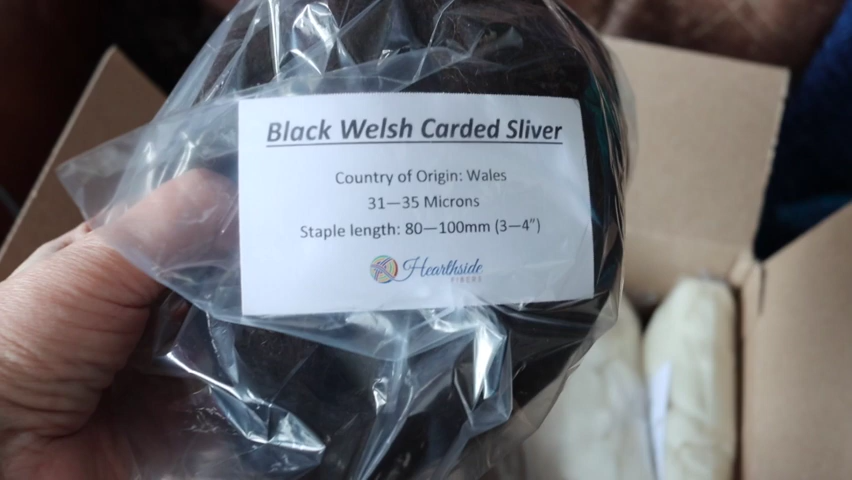 Black Welsh Carded Sliver
Country of Origin: Wales
31—35 Microns
Staple length: 80—100mm (3—4”)
Hearthside
FIBERS